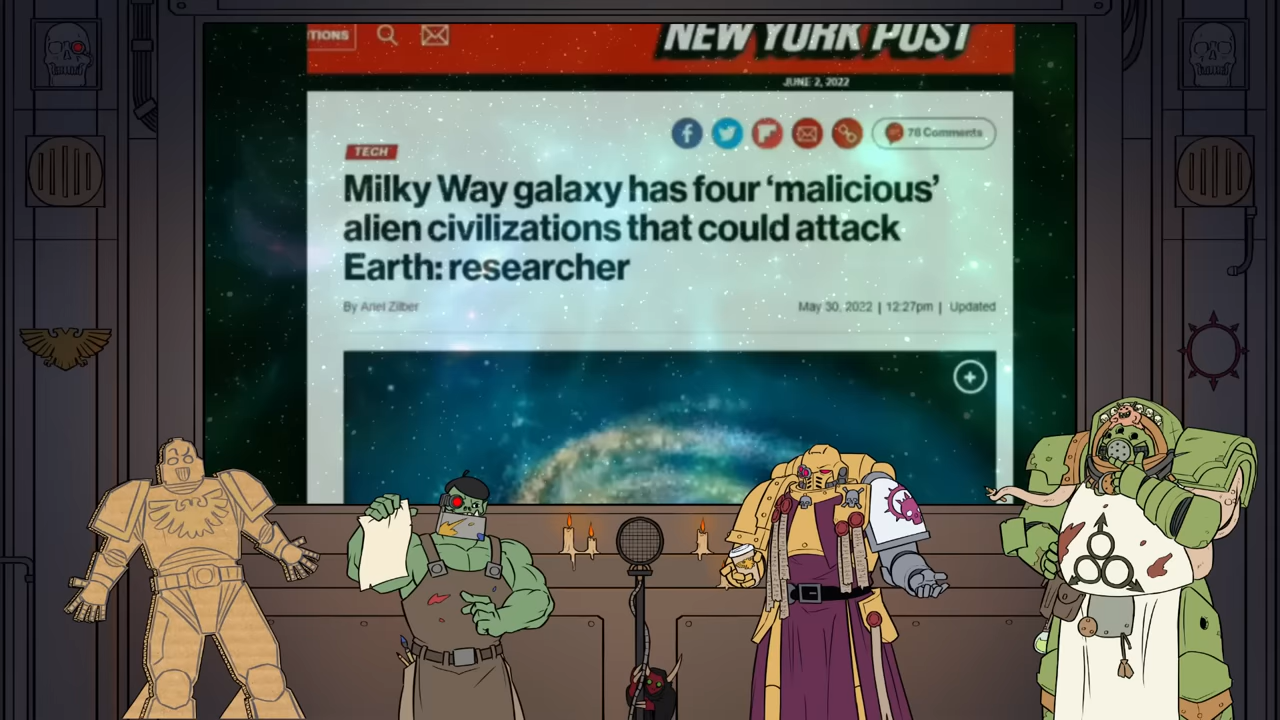 TIONS
NEW YORK POST
JUNE 2, 2022
76 Comments
TECH
Milky Way galaxy has four ‘malicious’
alien civilizations that could attack
Earth: researcher
By Ariel Zilber
May 30, 2022 | 12:27pm | Updated